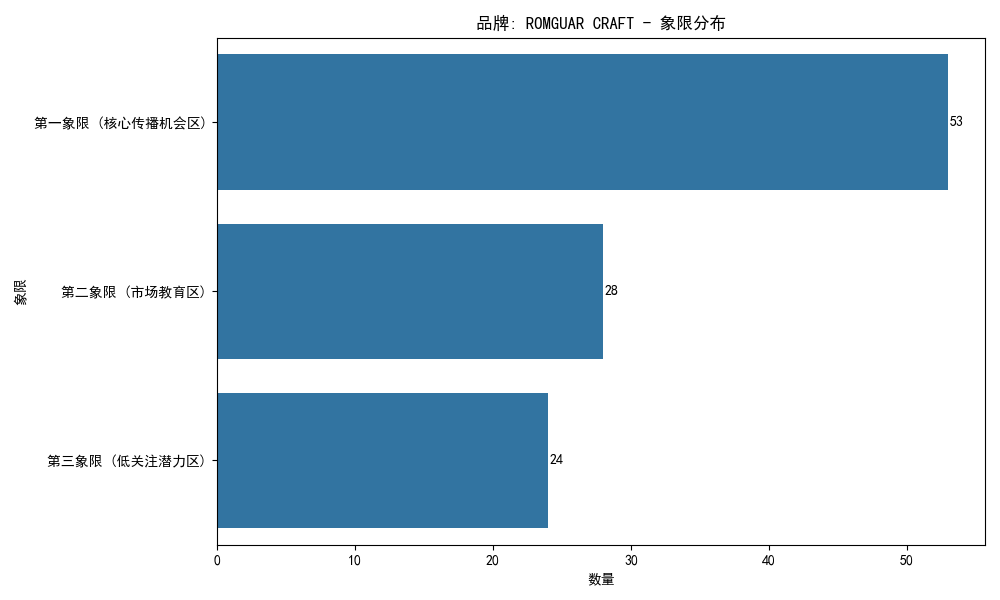 品牌: ROMGUAR CRAFT - 象限分布
第一象限 (核心传播机会区)
53
第二象限 (市场教育区)
28
第三象限 (低关注潜力区)
24
象限
0 10 20 30 40 50
数量